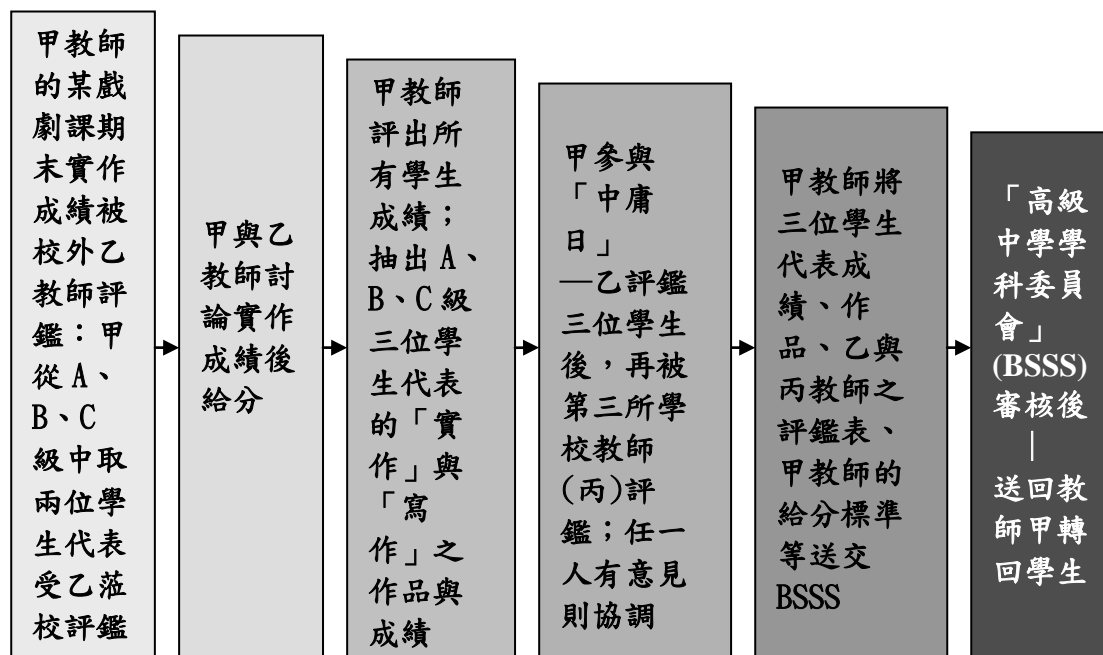 甲教師
的某戲
劇課期
末實作
成績被
校外乙
教師評
鑑：甲
從 A、
B、C
級中取
兩位學
生代表
受乙蒞
校評鑑
甲與乙
教師討
論實作
成績後
給分
甲教師
評出所
有學生
成績；
抽出 A、
B、C 級
三位學
生代表
的「實
作」與
「寫
作」之
作品與
成績
甲參與
「中庸
日」
—乙評鑑
三位學生
後，再被
第三所學
校教師
(丙)評
鑑；任一
人有意見
則協調
甲教師將
三位學生
代表成
績、作
品、乙與
丙教師之
評鑑表、
甲教師的
給分標準
等送交
BSSS
「高級
中學學
科委員
會」
(BSSS)
審核後
｜
送回教
師甲轉
回學生